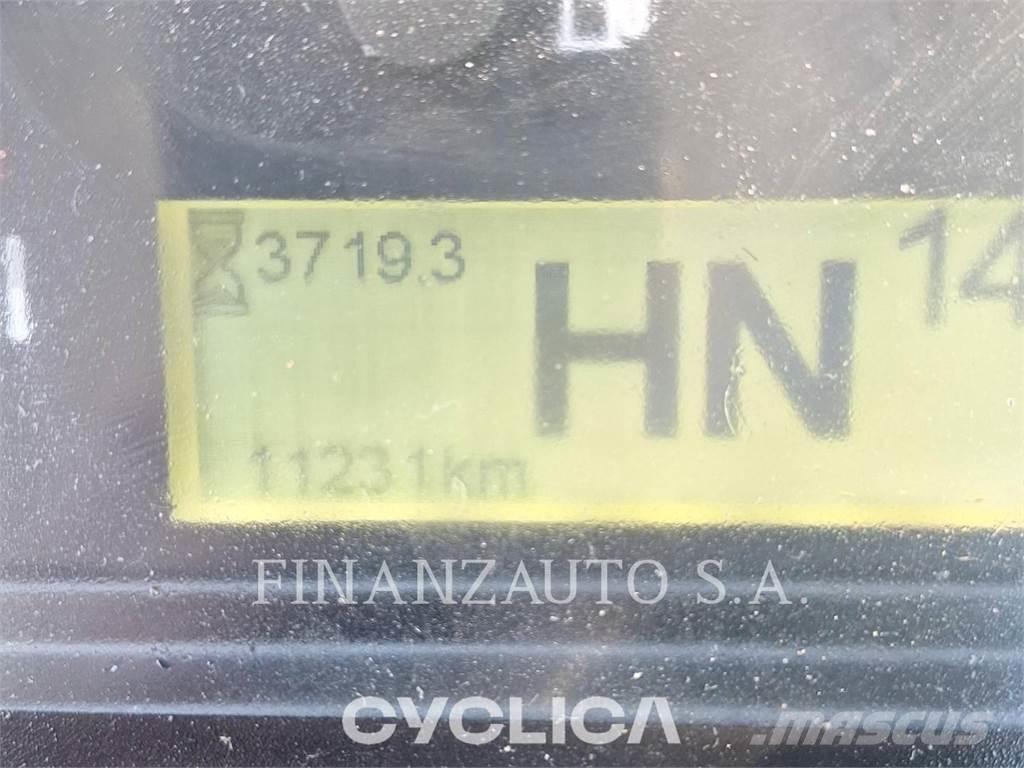 3719.3
HN
14
11231km
FINANZAUTO S.A.
CYCLICA
MASCUS